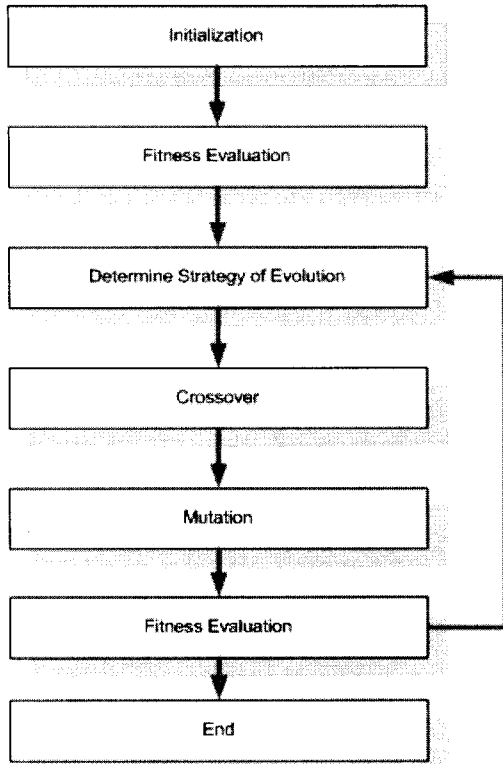 Initialization
Fitness Evaluation
Determine Strategy of Evolution
Crossover
Mutation
Fitness Evaluation
End